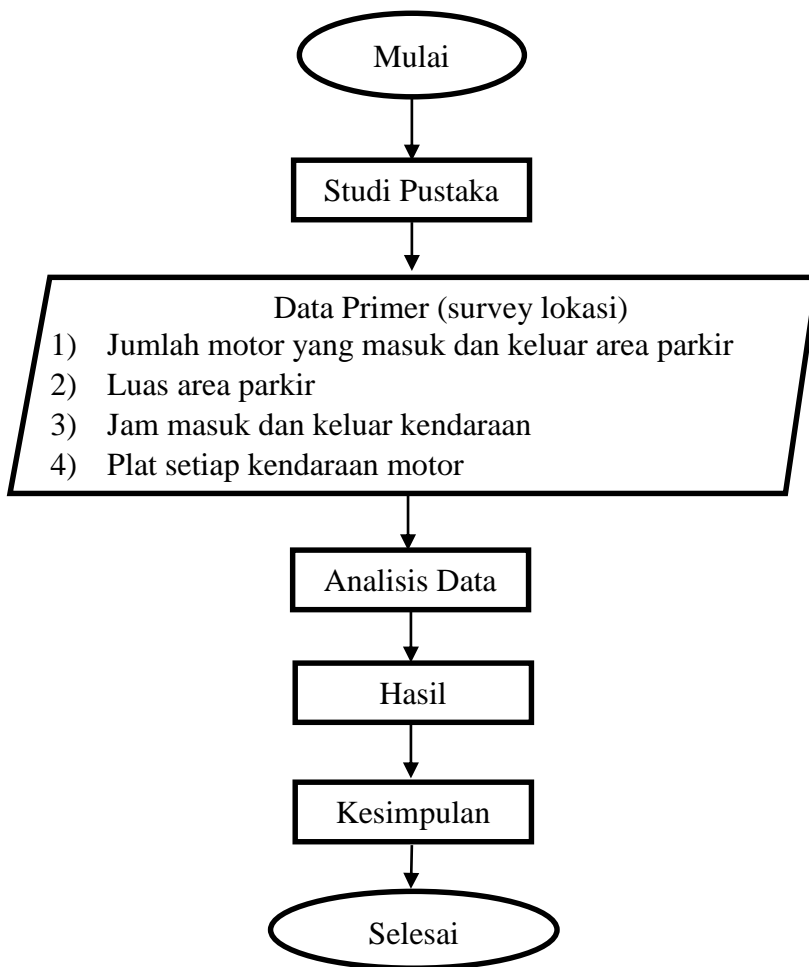 Mulai
Studi Pustaka
Data Primer (survey lokasi)
1) Jumlah motor yang masuk dan keluar area parkir
2) Luas area parkir
3) Jam masuk dan keluar kendaraan
4) Plat setiap kendaraan motor
Analisis Data
Hasil
Kesimpulan
Selesai